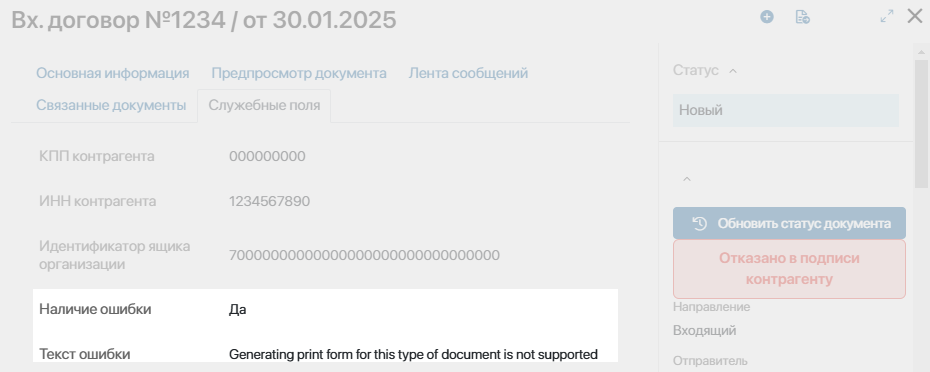 Вх. договор №1234 / от 30.01.2025
Основная информация
Предпросмотр документа
Лента сообщений
Связанные документы
Служебные поля
КПП контрагента
000000000
ИНН контрагента
1234567890
Идентификатор ящика
организации
70000000000000000000000000000000
Наличие ошибки
Да
Текст ошибки
Generating print form for this type of document is not supported
Статус
Новый
Обновить статус документа
Отказано в подписи
контрагенту
Направление
Входящий
Отправитель